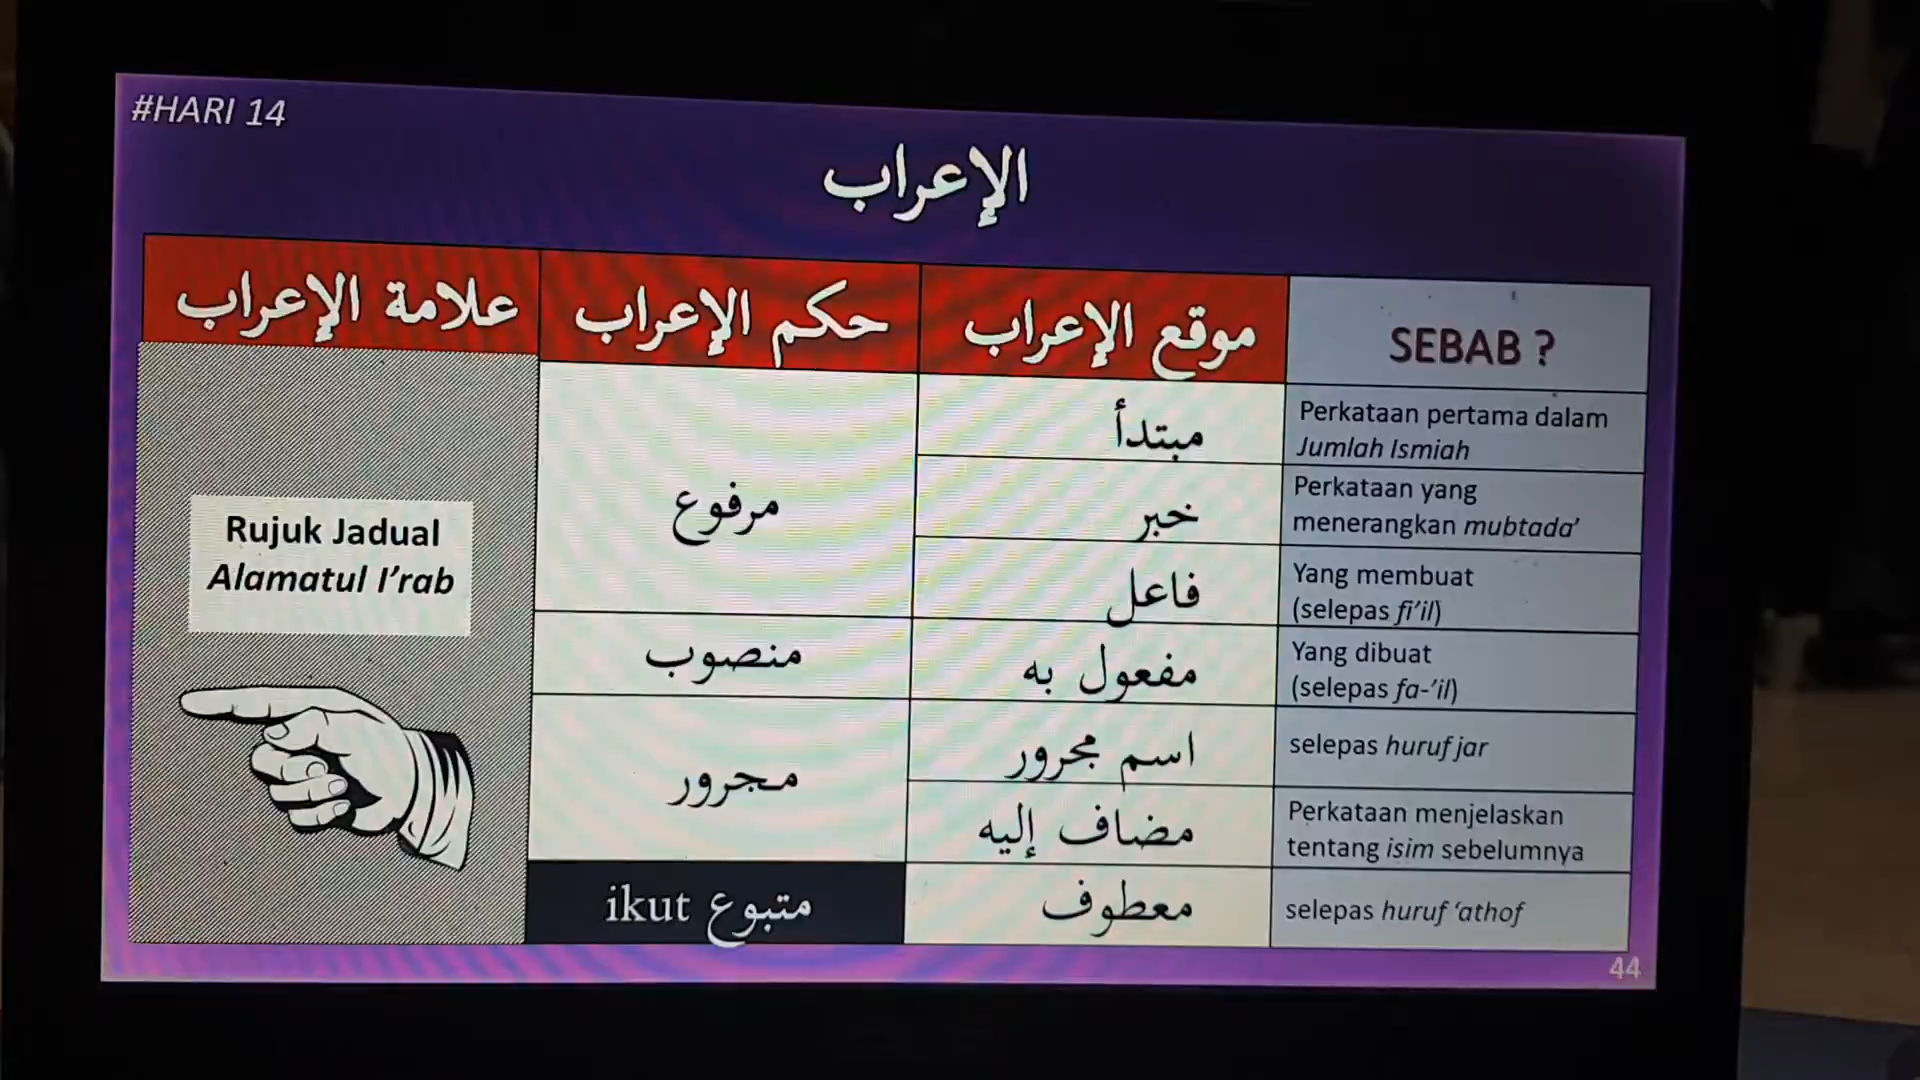 #HARI 14
الإعراب
SEBAB ?
موقع الإعراب
حكم الإعراب
علامة الإعراب
Perkataan pertama dalam
Jumlah Ismiah
مبتدأ
مرفوع
Perkataan yang
menerangkan mubtada’
خبر
Yang membuat
(selepas fi’il)
فاعل
Yang dibuat
(selepas fa-’il)
مفعول به
منصوب
selepas huruf jar
اسم مجرور
مجرور
Perkataan menjelaskan
tentang isim sebelumnya
مضاف إليه
selepas huruf ‘athof
معطوف
ikut متبوع
Rujuk Jadual
Alamatul I’rab
44